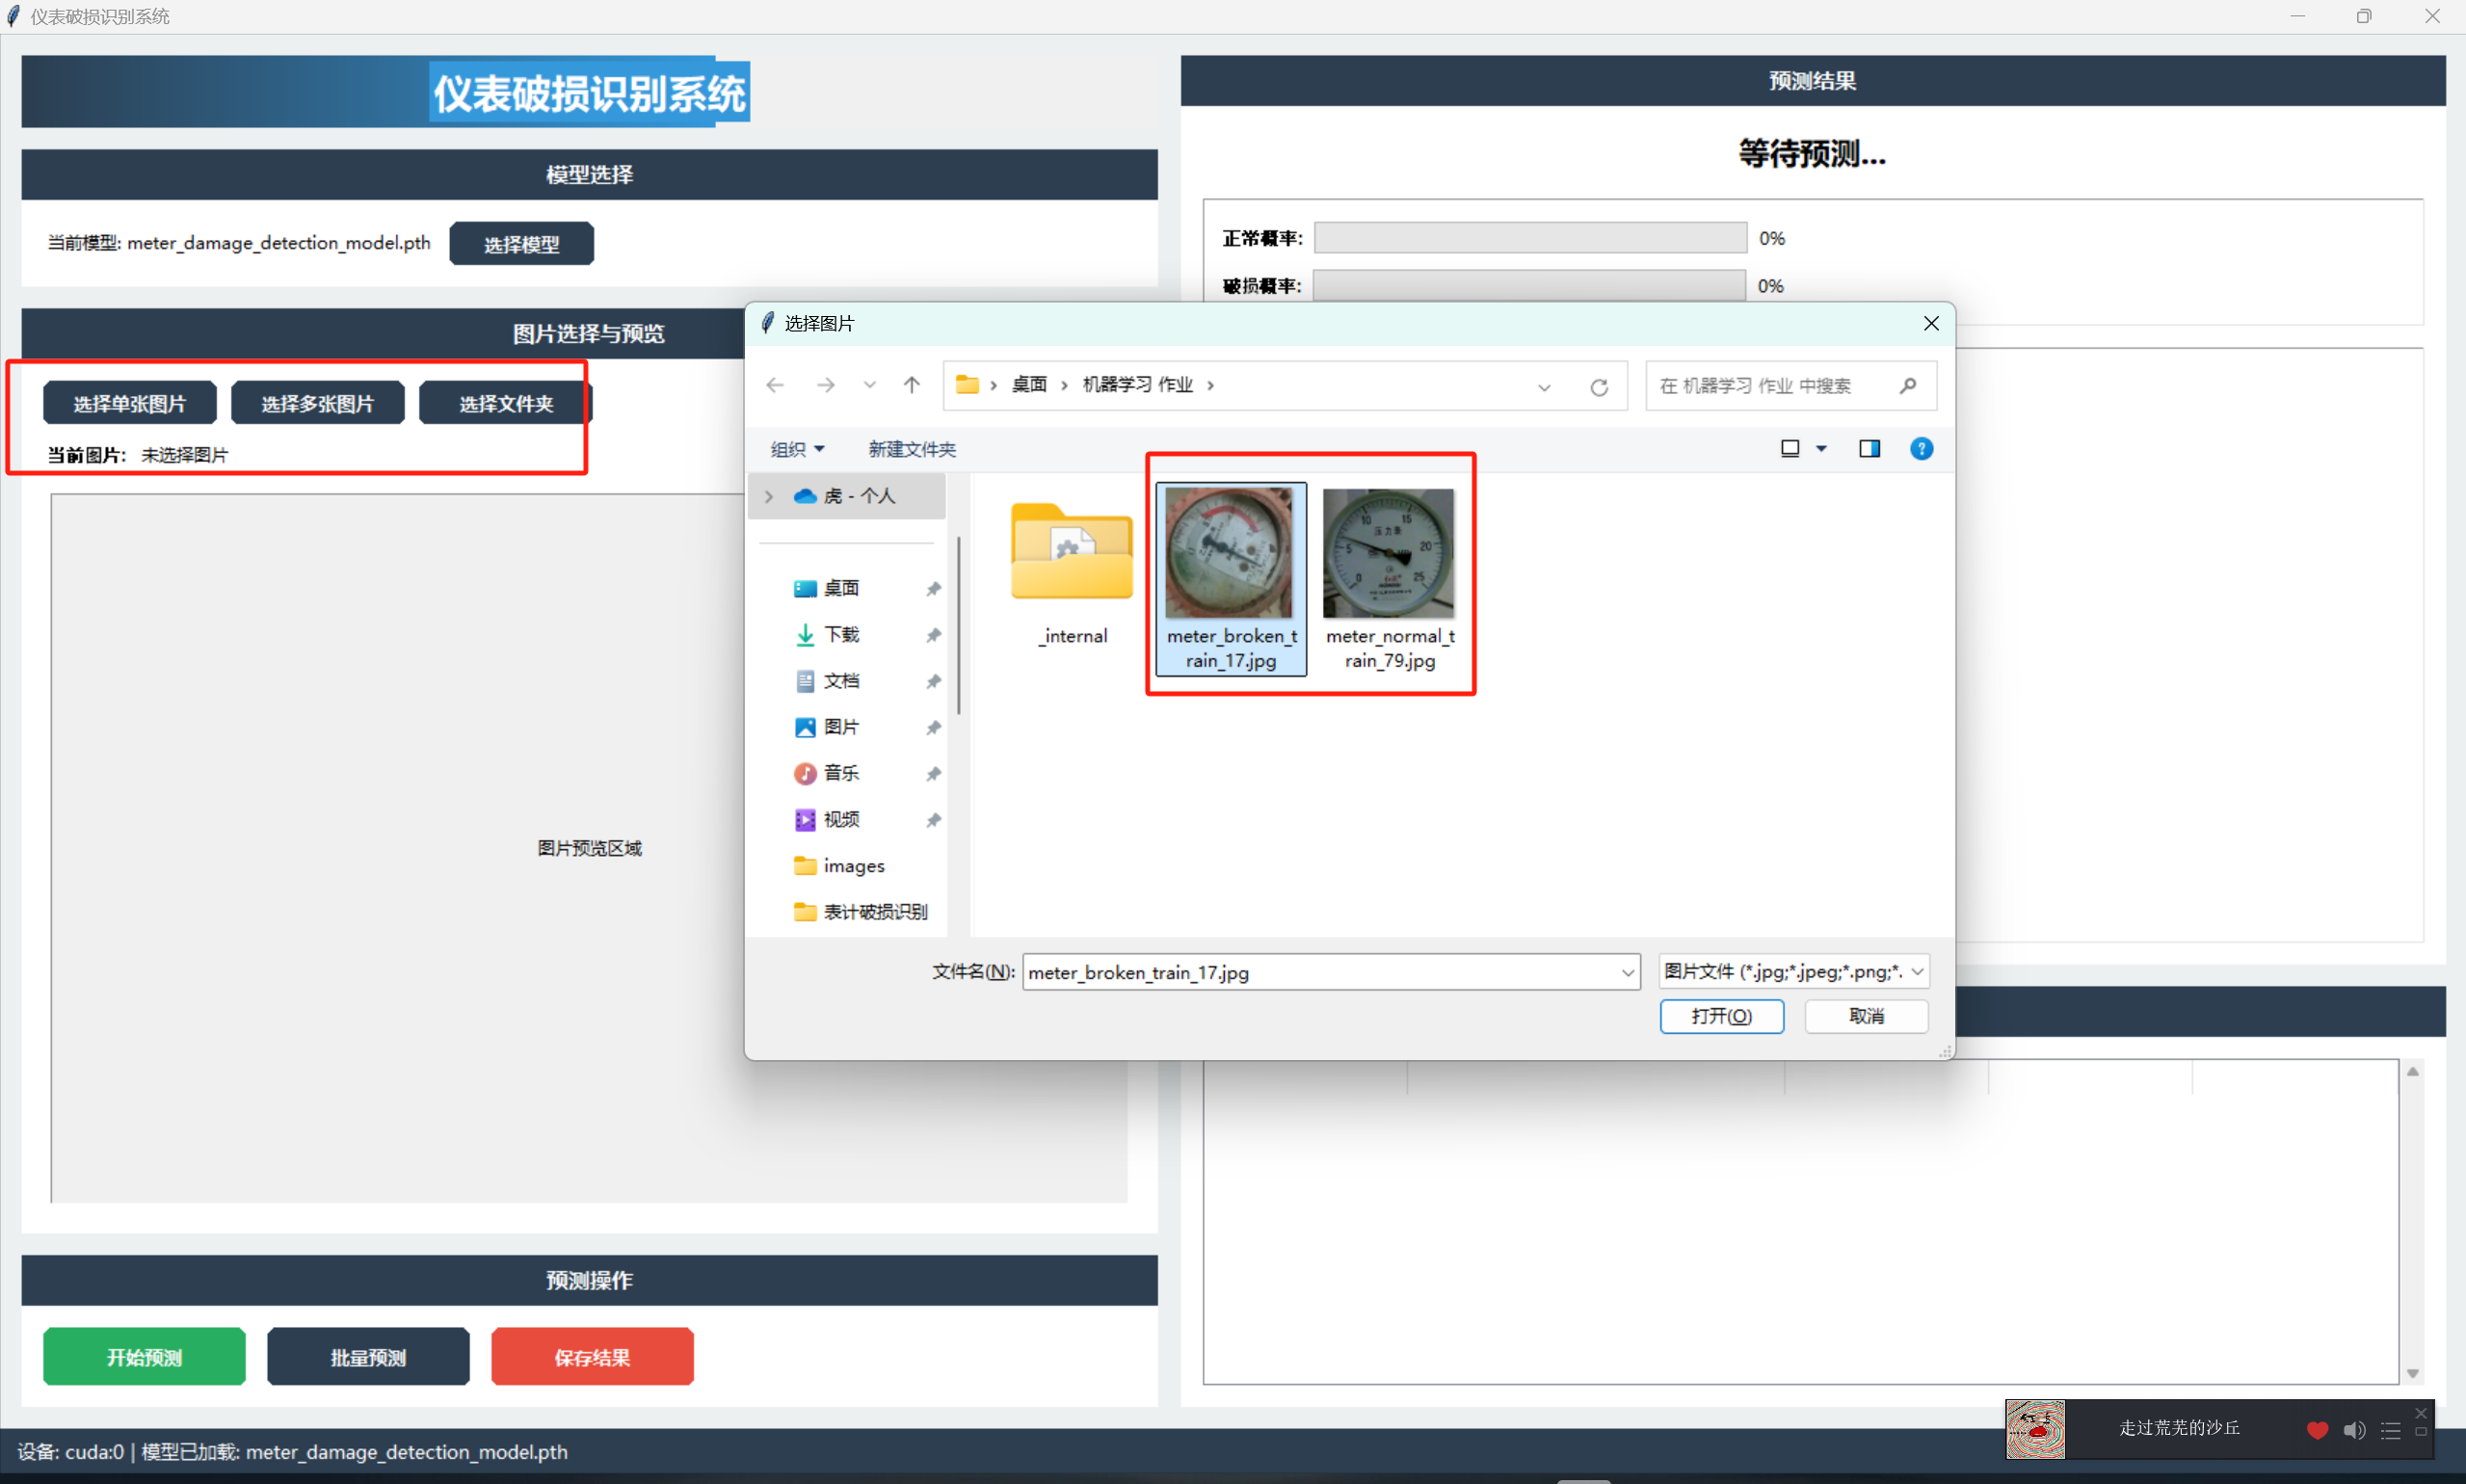 仪表破损识别系统
仪表破损识别系统
模型选择
当前模型: meter_damage_detection_model.pth
选择模型
图片选择与预览
选择单张图片
选择多张图片
选择文件夹
当前图片: 未选择图片
图片预览区域
预测操作
开始预测
批量预测
保存结果
预测结果
等待预测...
正常概率:
0%
破损概率:
0%
选择图片
桌面 › 机器学习 作业 ›
在 机器学习 作业 中搜索
组织
新建文件夹
虎 - 个人
桌面
下载
文档
图片
音乐
视频
images
表计破损识别
_internal
meter_broken_t
rain_17.jpg
meter_normal_t
rain_79.jpg
文件名(N):
meter_broken_train_17.jpg
图片文件 (*.jpg;*.jpeg;*.png;*.
打开(O)
取消
设备: cuda:0 | 模型已加载: meter_damage_detection_model.pth
走过荒芜的沙丘